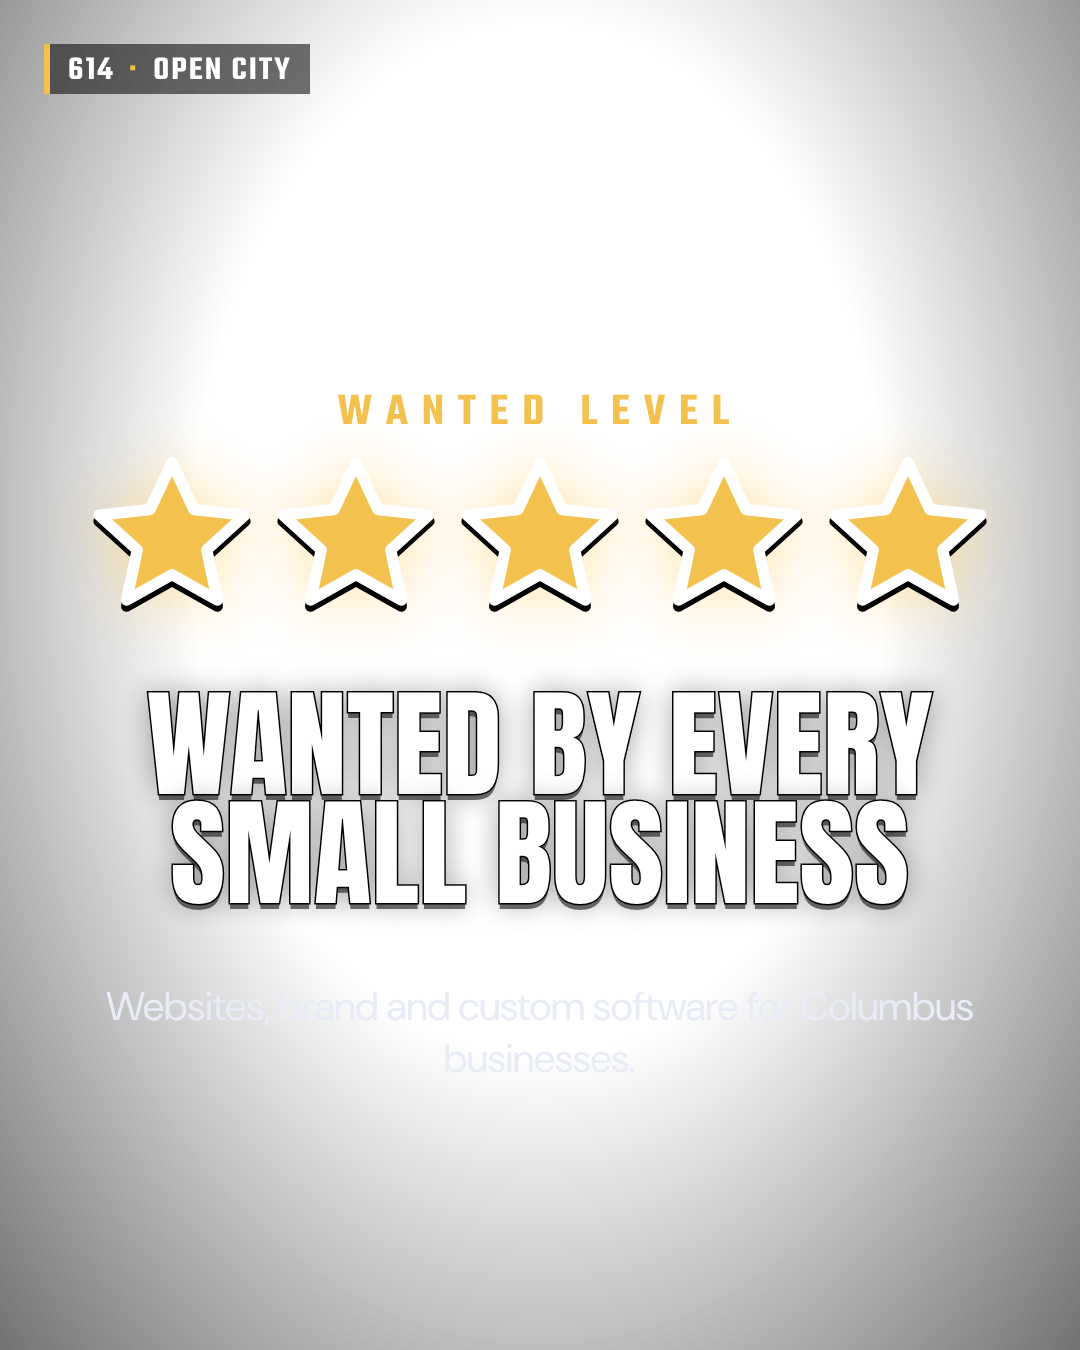 614 · OPEN CITY
WANTED LEVEL
WANTED BY EVERY
SMALL BUSINESS
Websites, brand and custom software for Columbus
businesses.